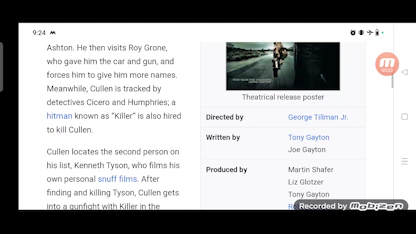 9:24
Ashton. He then visits Roy Grone,
who gave him the car and gun, and
forces him to give him more names.
Meanwhile, Cullen is tracked by
detectives Cicero and Humphries; a
hitman known as “Killer” is also hired
to kill Cullen.
Cullen locates the second person on
his list, Kenneth Tyson, who films his
own personal snuff films. After
finding and killing Tyson, Cullen gets
into a gunfight with Killer in the
Theatrical release poster
Directed by George Tillman Jr.
Written by Tony Gayton
Joe Gayton
Produced by Martin Shafer
Liz Glotzer
Tony Gayton
Recorded by mobizen